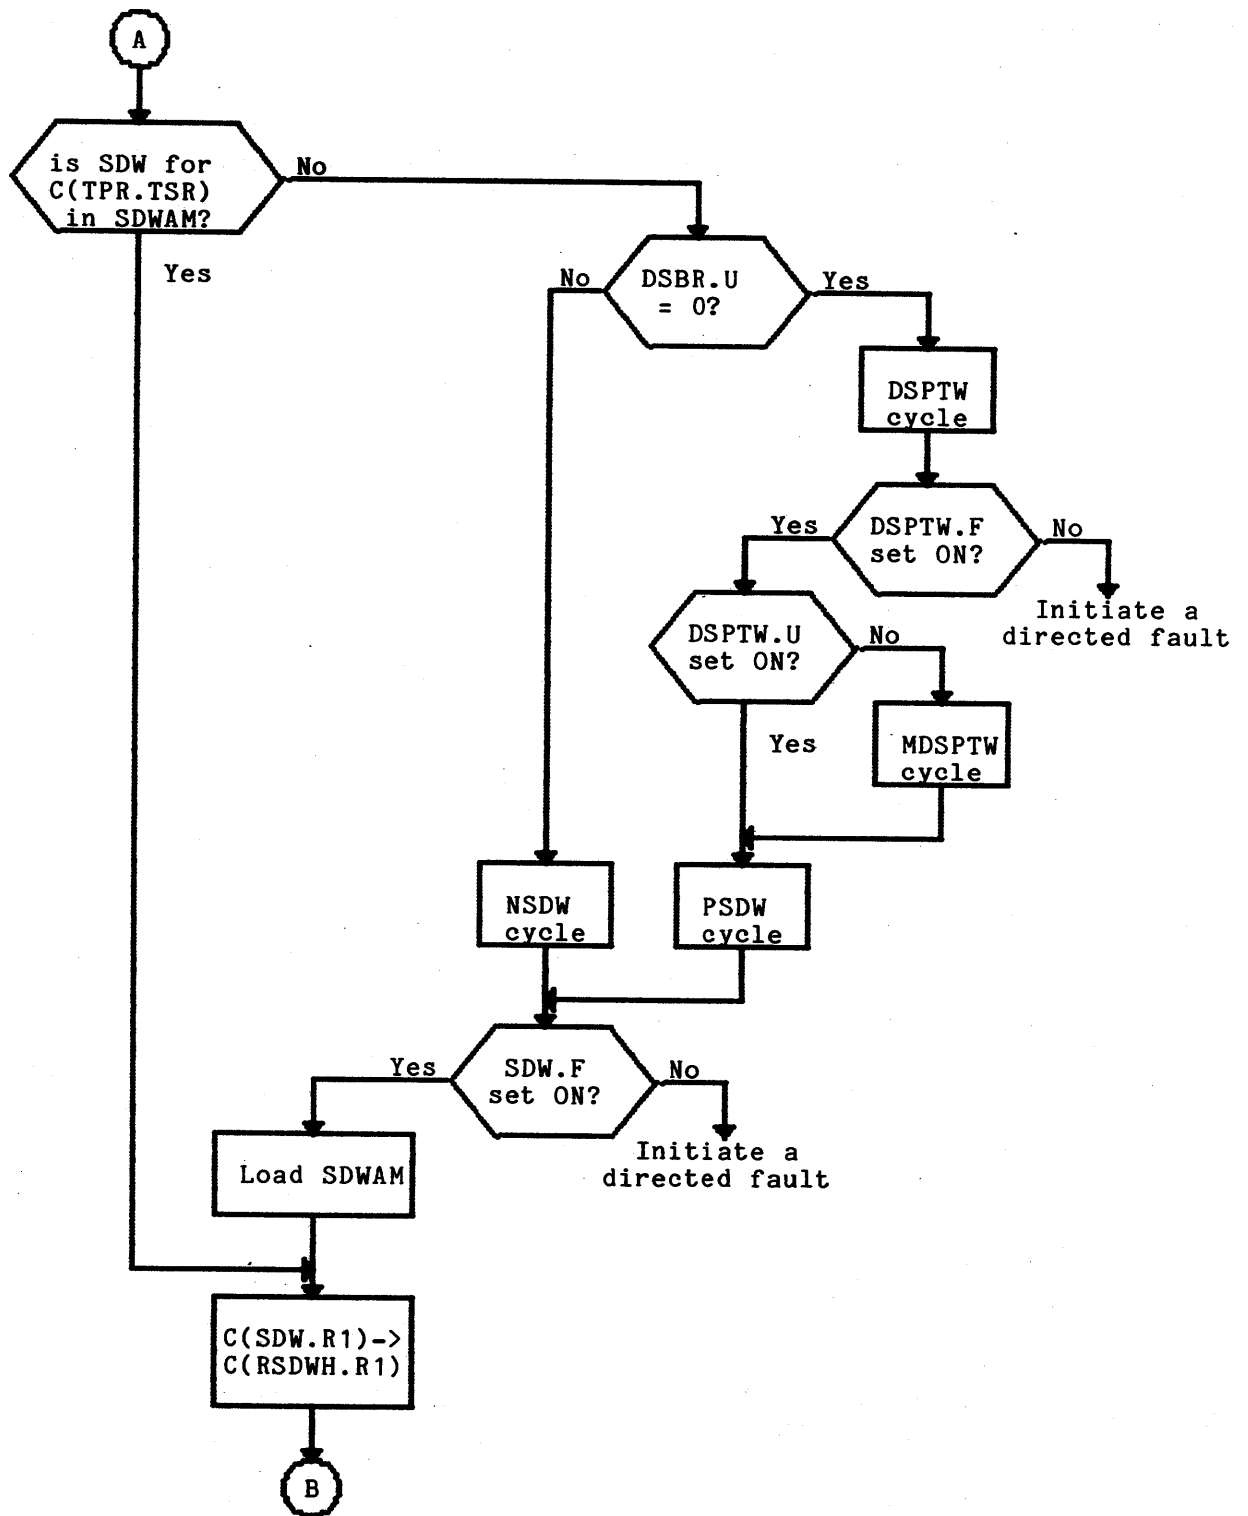 A
is SDW for
C(TPR.TSR)
in SDWAM?
No
Yes
DSBR.U
= 0?
No
Yes
DSPTW
cycle
DSPTW.F
set ON?
Yes
No
Initiate a
directed fault
DSPTW.U
set ON?
No
Yes
MDSPTW
cycle
NSDW
cycle
PSDW
cycle
SDW.F
set ON?
Yes
No
Initiate a
directed fault
Load SDWAM
C(SDW.R1)->
C(RSDWH.R1)
B